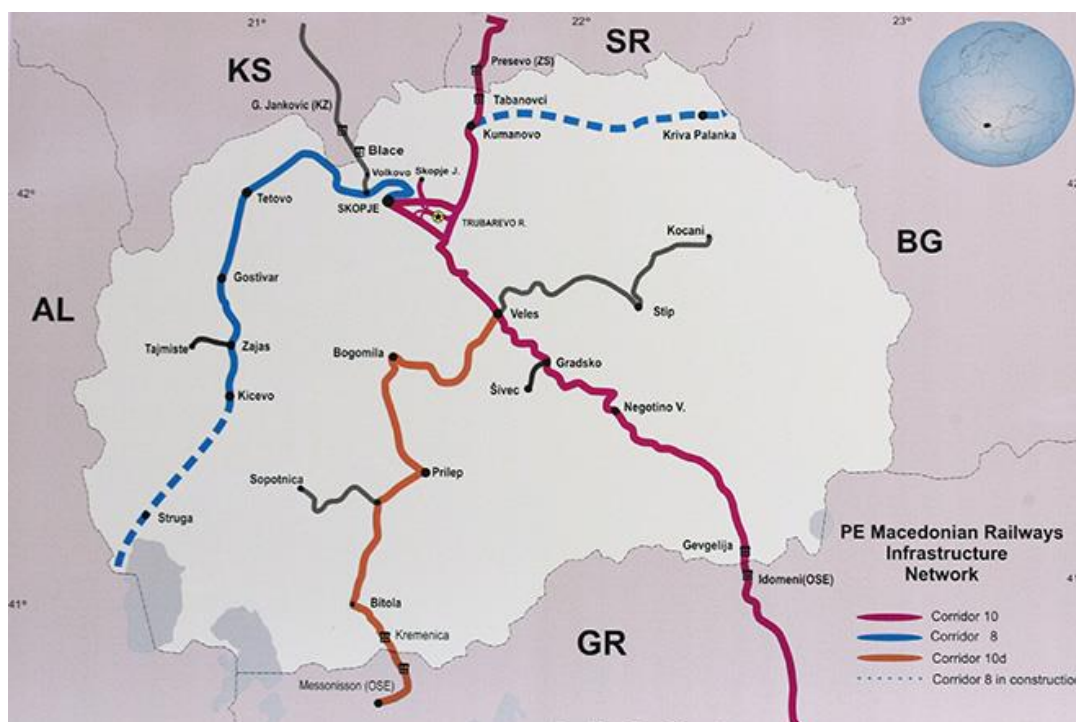 21°
22°
23°
SR
KS
Presevo (ZS)
G. Jankovic (KZ)
Tabanovci
Kumanovo
Kriva Palanka
Blace
Volkovo
Skopje J.
42°
42°
Tetovo
SKOPJE
TRUBAREVO R.
Kocani
BG
Gostivar
AL
Veles
Stip
Tajmiste
Zajas
Bogomila
Gradsko
Kicevo
Šivec
Negotino V.
Sopotnica
Prilep
Struga
Gevgelija
Idomeni(OSE)
PE Macedonian Railways
Infrastructure
Network
41°
Bitola
Kremenica
GR
Messonisson (OSE)
Corridor 10
Corridor 8
Corridor 10d
Corridor 8 in construction